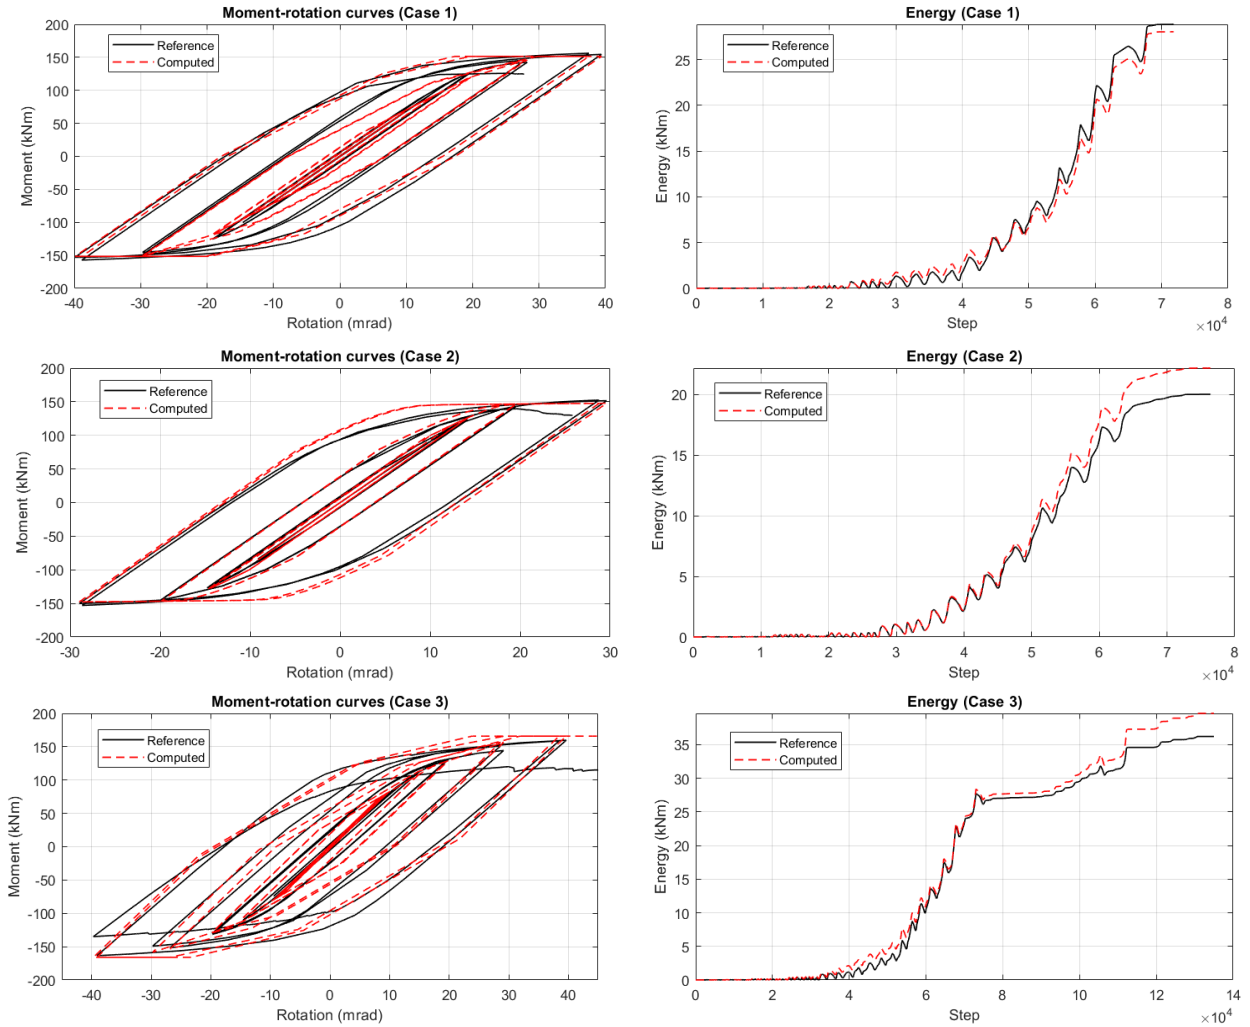 Moment-rotation curves (Case 1)
200
150
100
50
0
-50
-100
-150
-200
Moment (kNm)
-40 -30 -20 -10 0 10 20 30 40
Rotation (mrad)
Reference
Computed
Energy (Case 1)
25
20
15
10
5
0
Energy (kNm)
0 1 2 3 4 5 6 7 8
Step
×10^4
Reference
Computed
Moment-rotation curves (Case 2)
200
150
100
50
0
-50
-100
-150
-200
Moment (kNm)
-30 -20 -10 0 10 20 30
Rotation (mrad)
Reference
Computed
Energy (Case 2)
20
15
10
5
0
Energy (kNm)
0 1 2 3 4 5 6 7 8
Step
×10^4
Reference
Computed
Moment-rotation curves (Case 3)
200
150
100
50
0
-50
-100
-150
-200
Moment (kNm)
-40 -30 -20 -10 0 10 20 30 40
Rotation (mrad)
Reference
Computed
Energy (Case 3)
35
30
25
20
15
10
5
0
Energy (kNm)
0 2 4 6 8 10 12 14
Step
×10^4
Reference
Computed